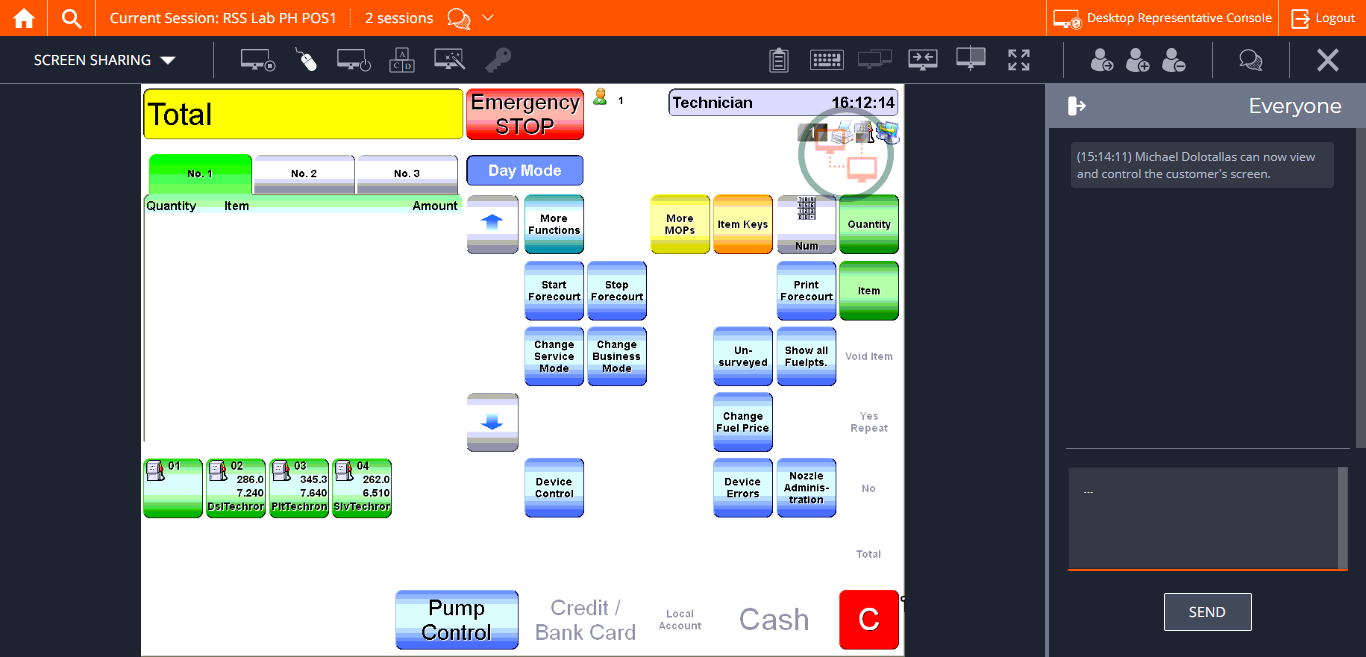 Current Session: RSS Lab PH POS1
2 sessions
Desktop Representative Console
Logout
SCREEN SHARING
A
C D
Total
Emergency
STOP
1
Technician
16:12:14
1
Everyone
(15:14:11) Michael Dolotallas can now view
and control the customer's screen.
No. 1
No. 2
No. 3
Day Mode
Quantity
Item
Amount
More
Functions
More
MOPs
Item Keys
Num
Quantity
Start
Forecourt
Stop
Forecourt
Print
Forecourt
Item
Change
Service
Mode
Change
Business
Mode
Un-
surveyed
Show all
Fuelpts.
Void Item
Change
Fuel Price
Yes
Repeat
01
02
286.0
7.240
DslTechror
03
345.3
7.640
PltTechron
04
262.0
6.510
SlvTechror
Device
Control
Device
Errors
Nozzle
Adminis-
tration
No
...
Total
Pump
Control
Credit /
Bank Card
Local
Account
Cash
C
SEND